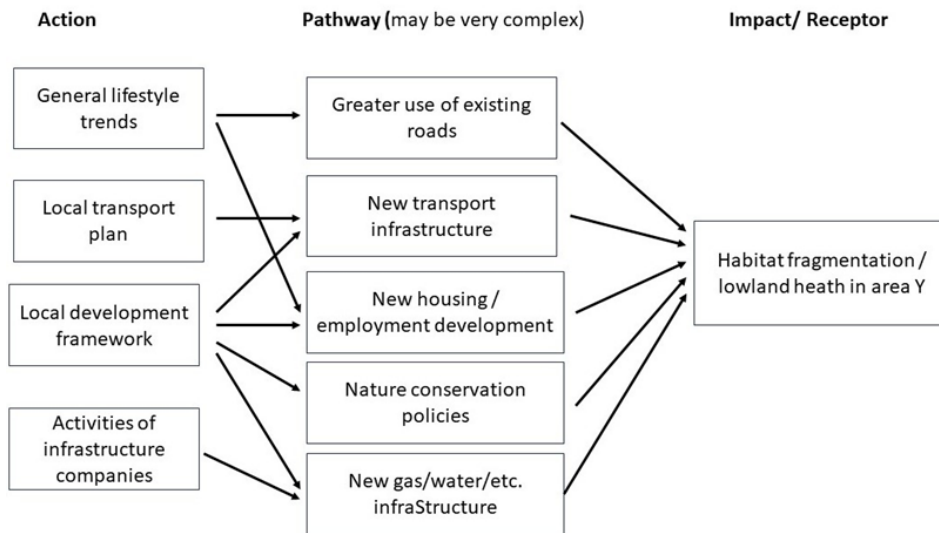 Action
Pathway (may be very complex)
Impact/ Receptor
General lifestyle
trends
Local transport
plan
Local development
framework
Activities of
infrastructure
companies
Greater use of existing
roads
New transport
infrastructure
New housing /
employment development
Nature conservation
policies
New gas/water/etc.
infraStructure
Habitat fragmentation /
lowland heath in area Y